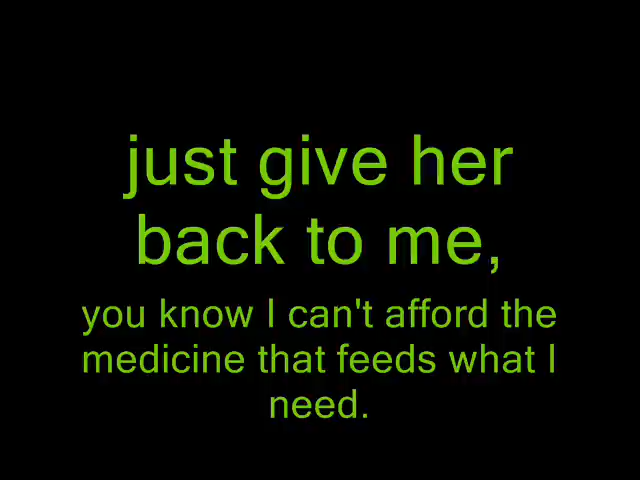 just give her
back to me,
you know I can't afford the
medicine that feeds what I
need.